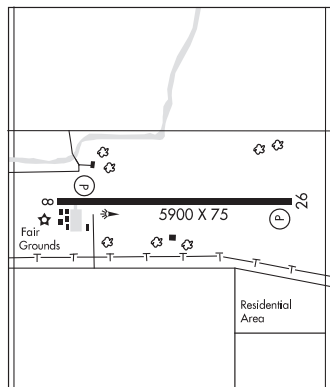 P
8
5900 X 75
P
26
Fair
Grounds
T T T T T T T T
Residential
Area